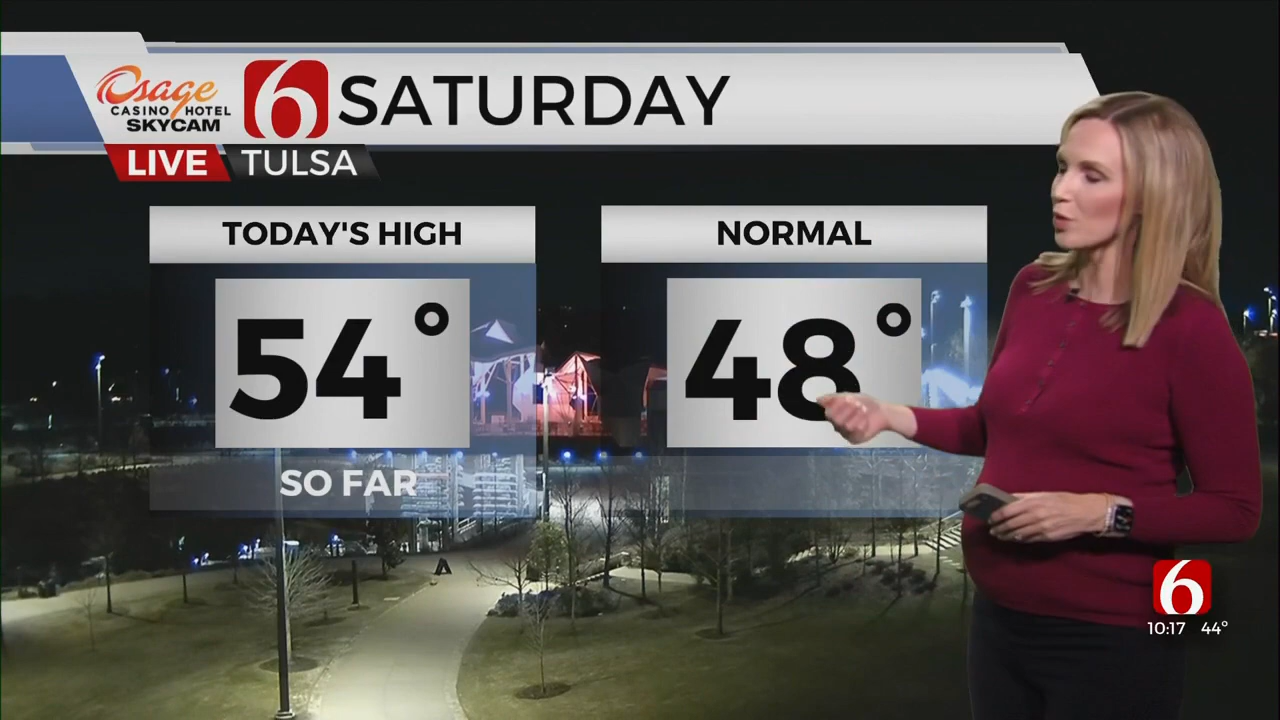 Osage
CASINO HOTEL
SKYCAM
6 SATURDAY
LIVE TULSA
TODAY'S HIGH
54°
SO FAR
NORMAL
48°
6
10:17 44°